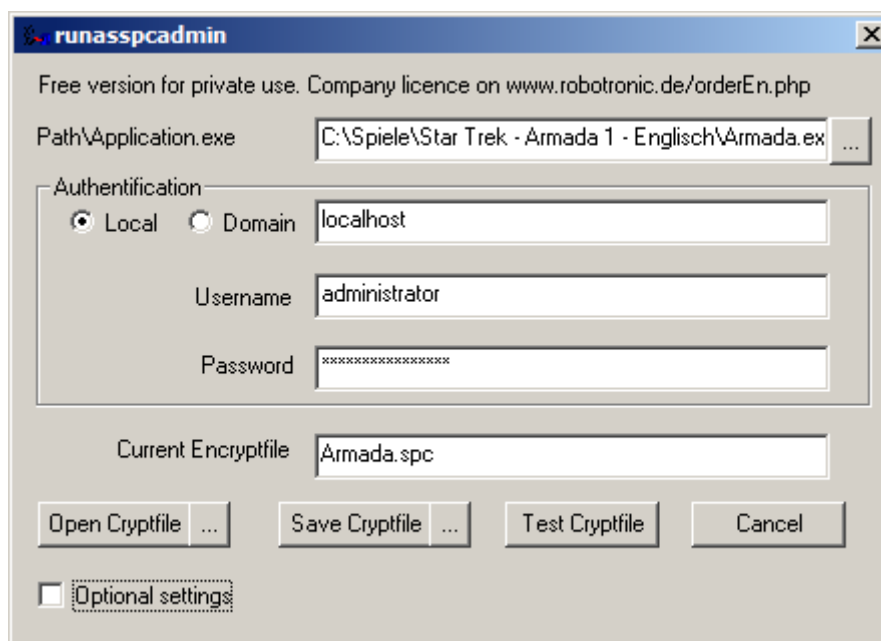 runasspcadmin
Free version for private use. Company licence on www.robotronic.de/orderEn.php
Path\Application.exe C:\Spiele\Star Trek - Armada 1 - Englisch\Armada.ex ...
Authentification
Local Domain localhost
Username administrator
Password ****************
Current Encryptfile Armada.spc
Open Cryptfile ... Save Cryptfile ... Test Cryptfile Cancel
Optional settings